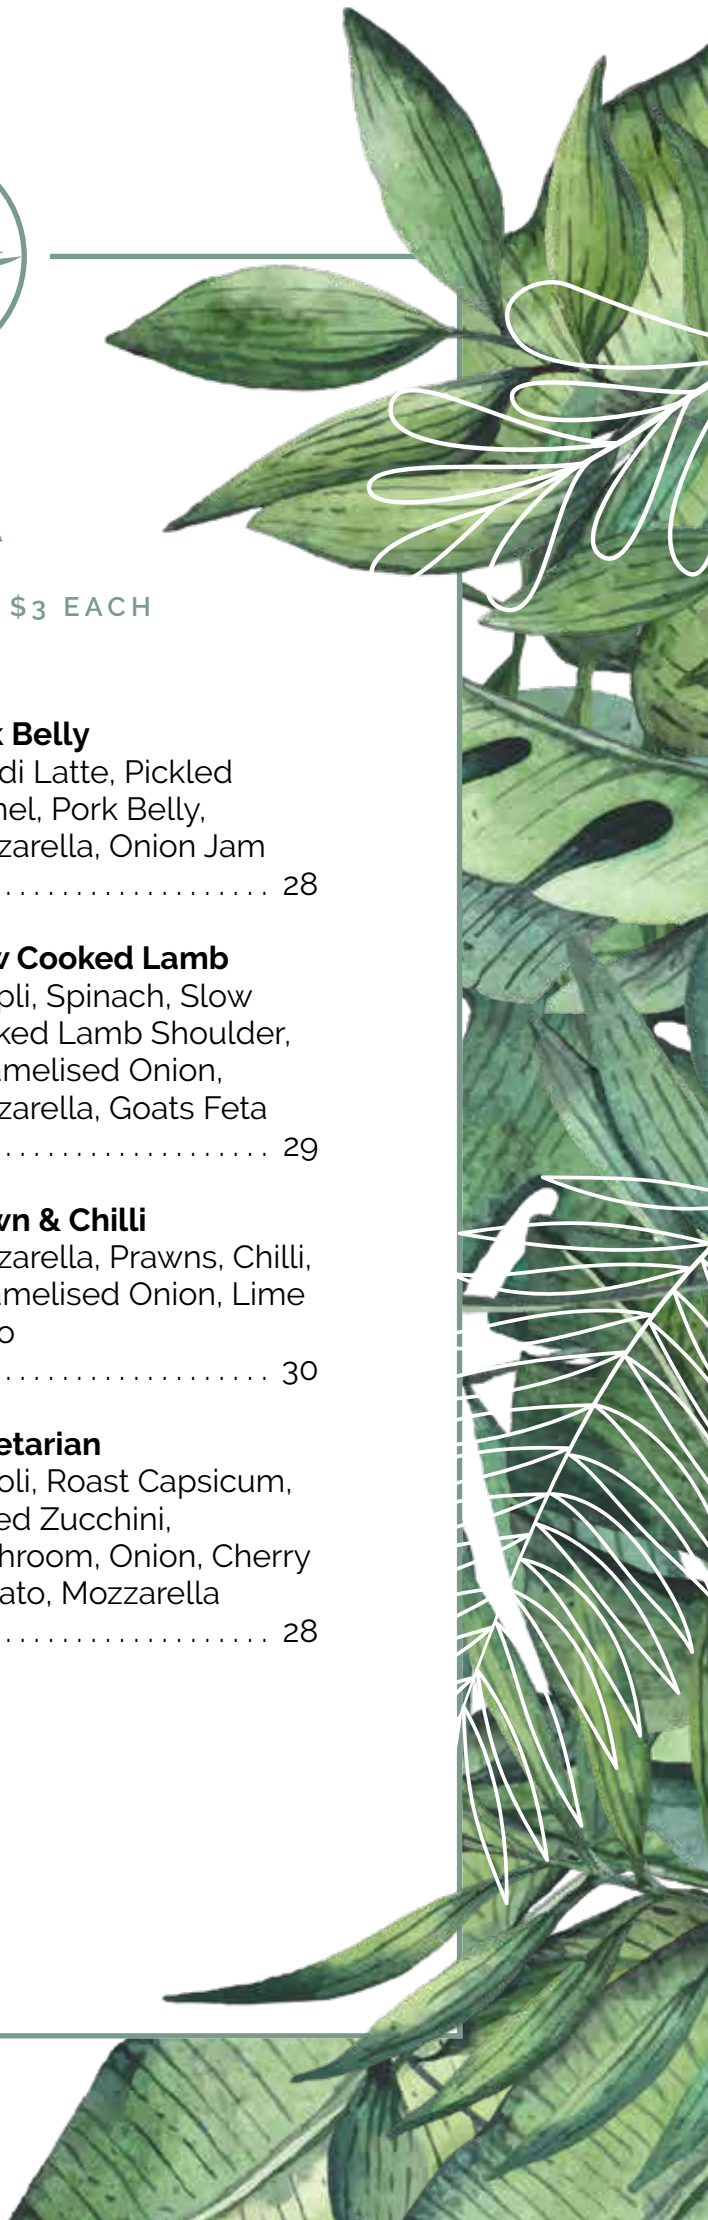 $3 EACH
k Belly
di Latte, Pickled
nel, Pork Belly,
zarella, Onion Jam
. . . . . . . . . . . . . . . . . . . 28
w Cooked Lamb
pli, Spinach, Slow
ked Lamb Shoulder,
amelised Onion,
zarella, Goats Feta
. . . . . . . . . . . . . . . . . . . 29
wn & Chilli
zarella, Prawns, Chilli,
amelised Onion, Lime
o
. . . . . . . . . . . . . . . . . . . 30
etarian
oli, Roast Capsicum,
ed Zucchini,
hroom, Onion, Cherry
ato, Mozzarella
. . . . . . . . . . . . . . . . . . . 28